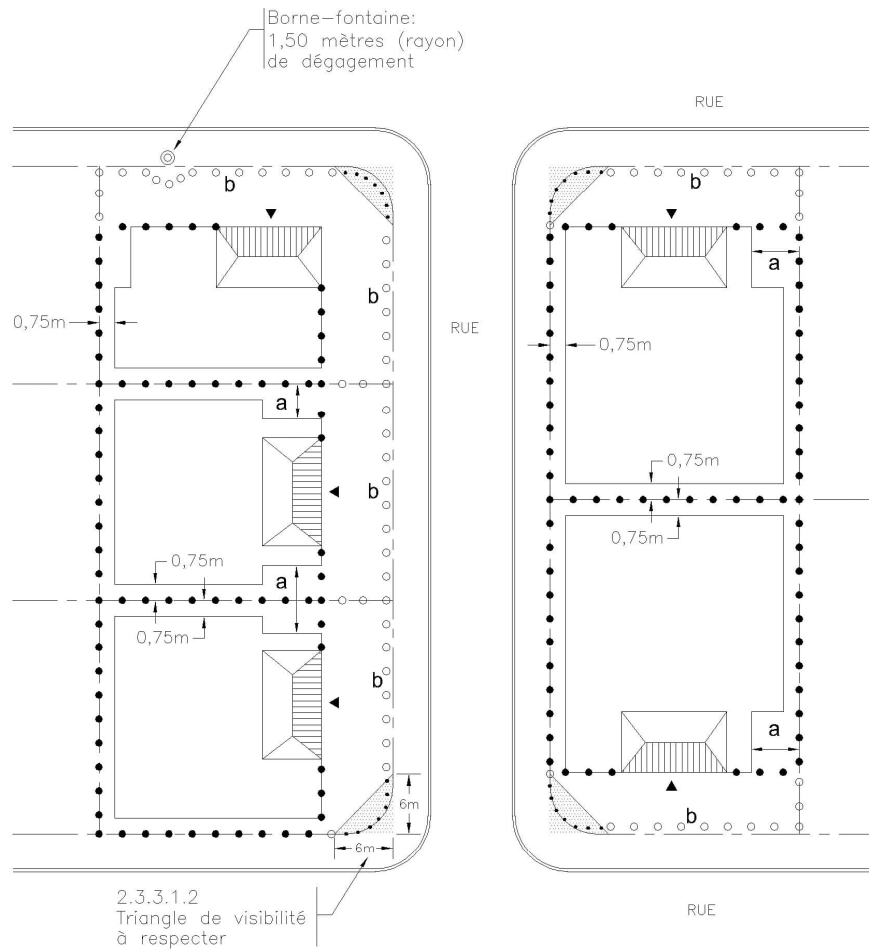 Borne-fontaine:
1,50 mètres (rayon)
de dégagement
RUE
b
b
a
b
0,75m
RUE
0,75m
a
b
0,75m
0,75m
a
0,75m
0,75m
b
a
6m
b
6m
2.3.3.1.2
Triangle de visibilité
à respecter
RUE